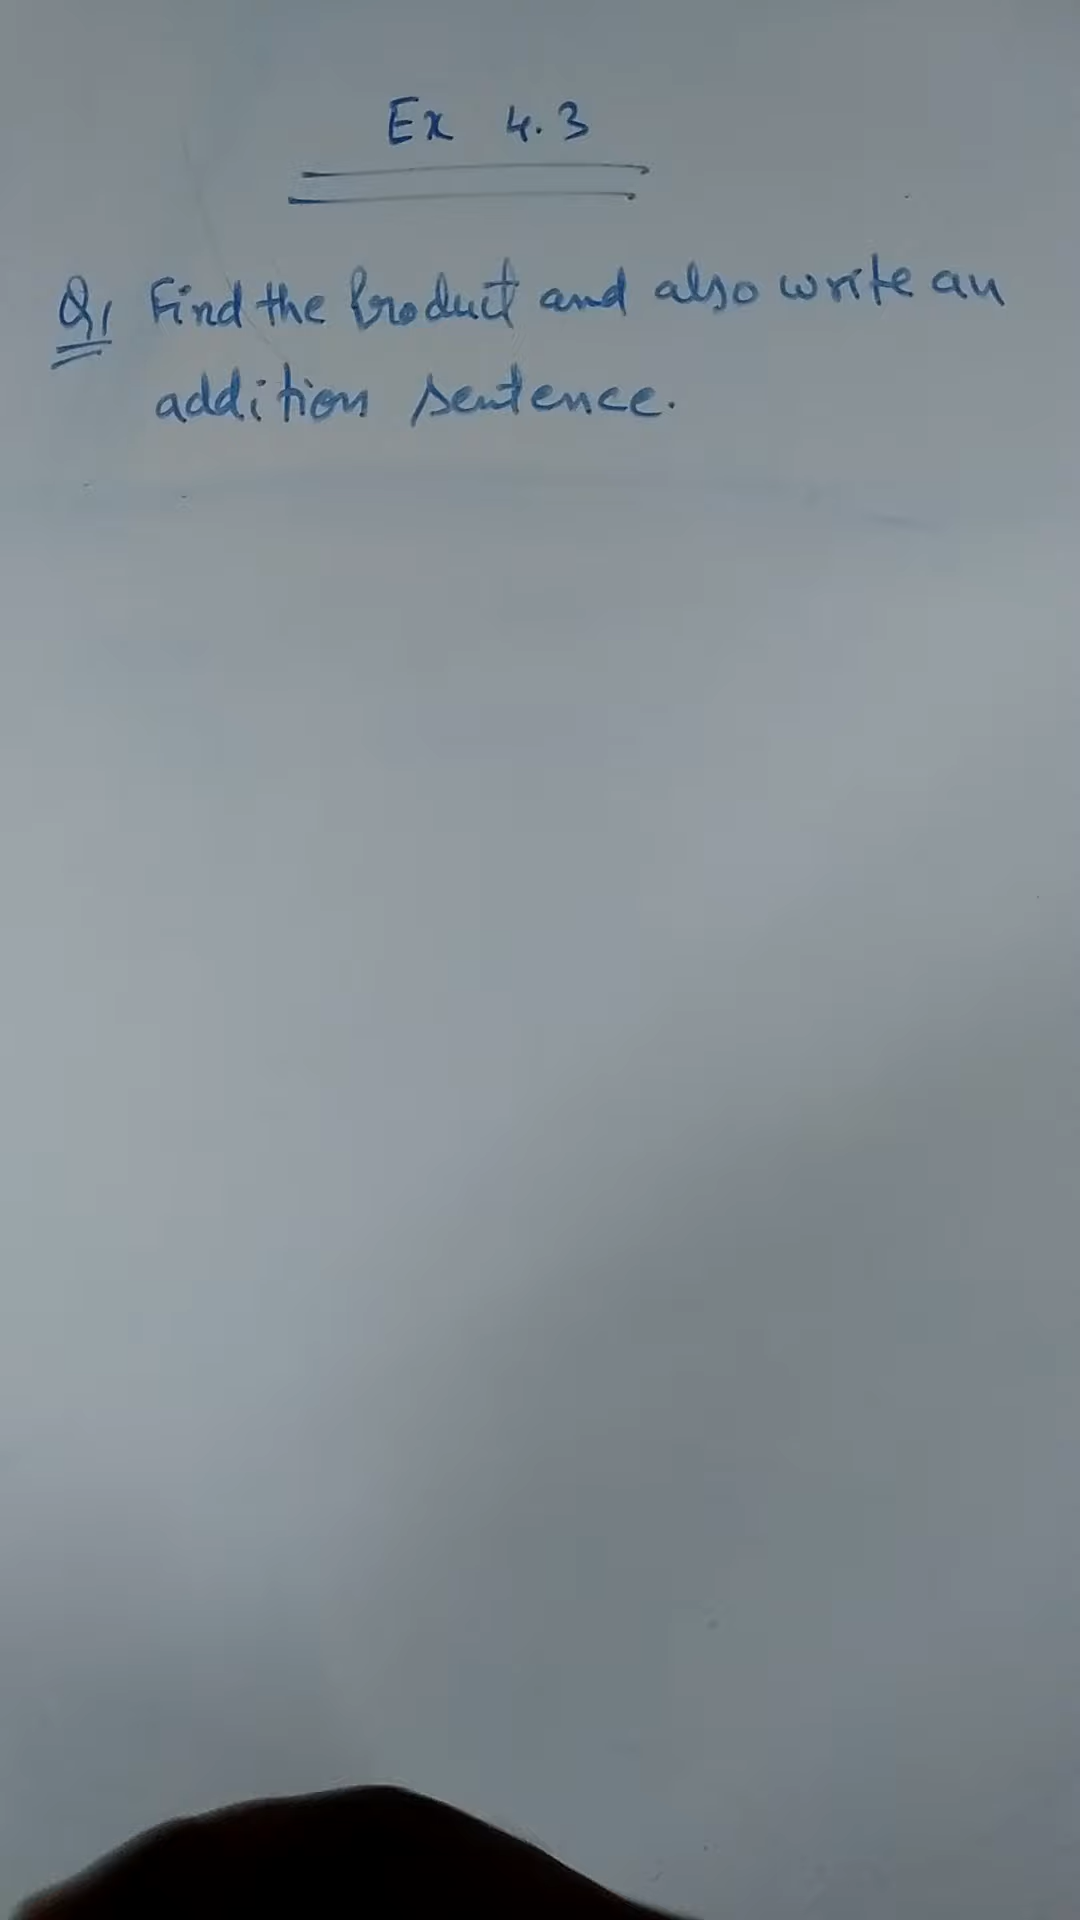 Ex 4.3
Q1 Find the Product and also write an
addition sentence.